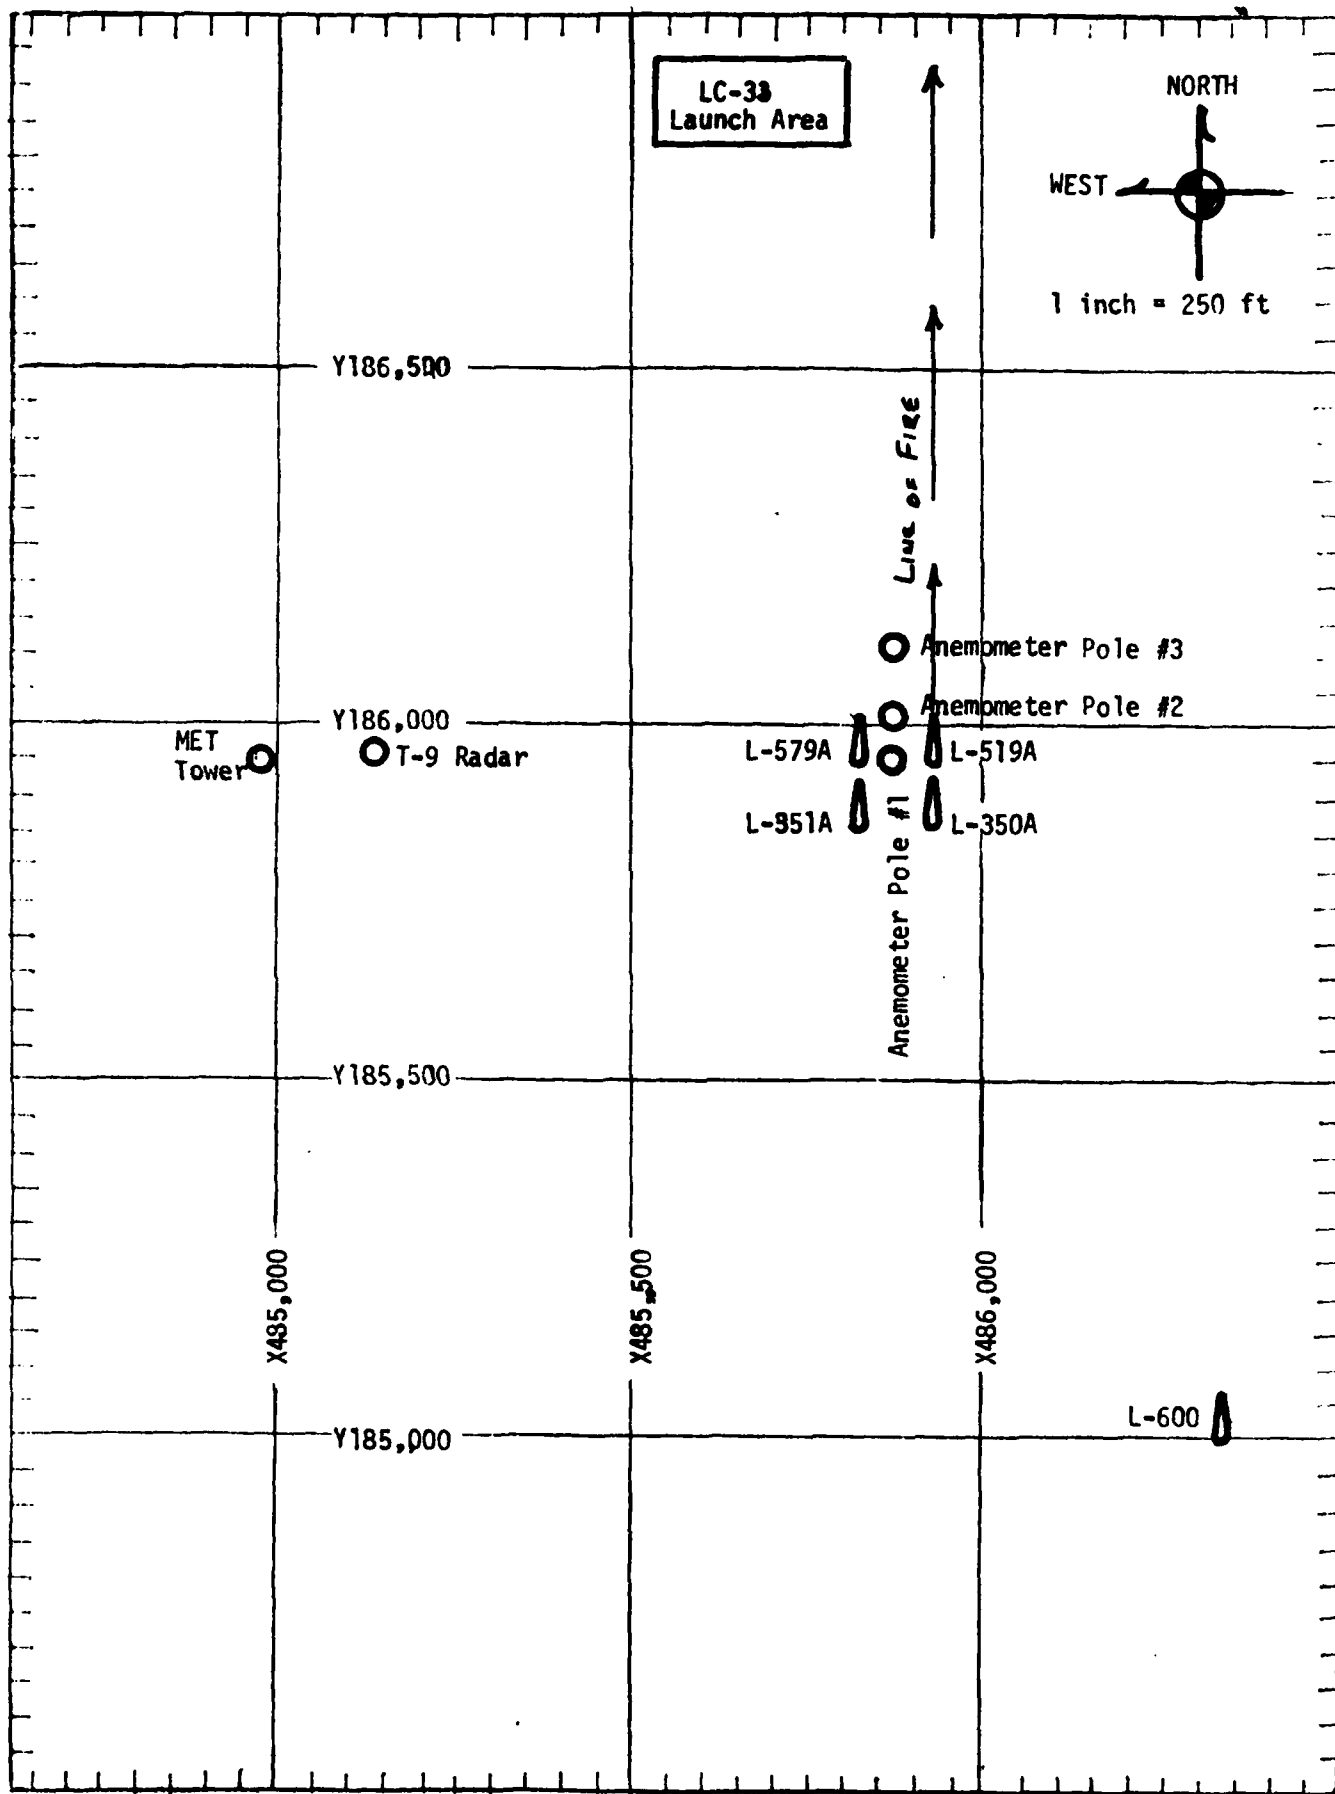 LC-33
Launch Area
NORTH
WEST
1 inch = 250 ft
Y186,500
LINE OF FIRE
Anemometer Pole #3
Y186,000
Anemometer Pole #2
MET
Tower
T-9 Radar
L-579A
L-519A
L-351A
L-350A
Anemometer Pole #1
Y185,500
X485,000
X485,500
X486,000
L-600
Y185,000